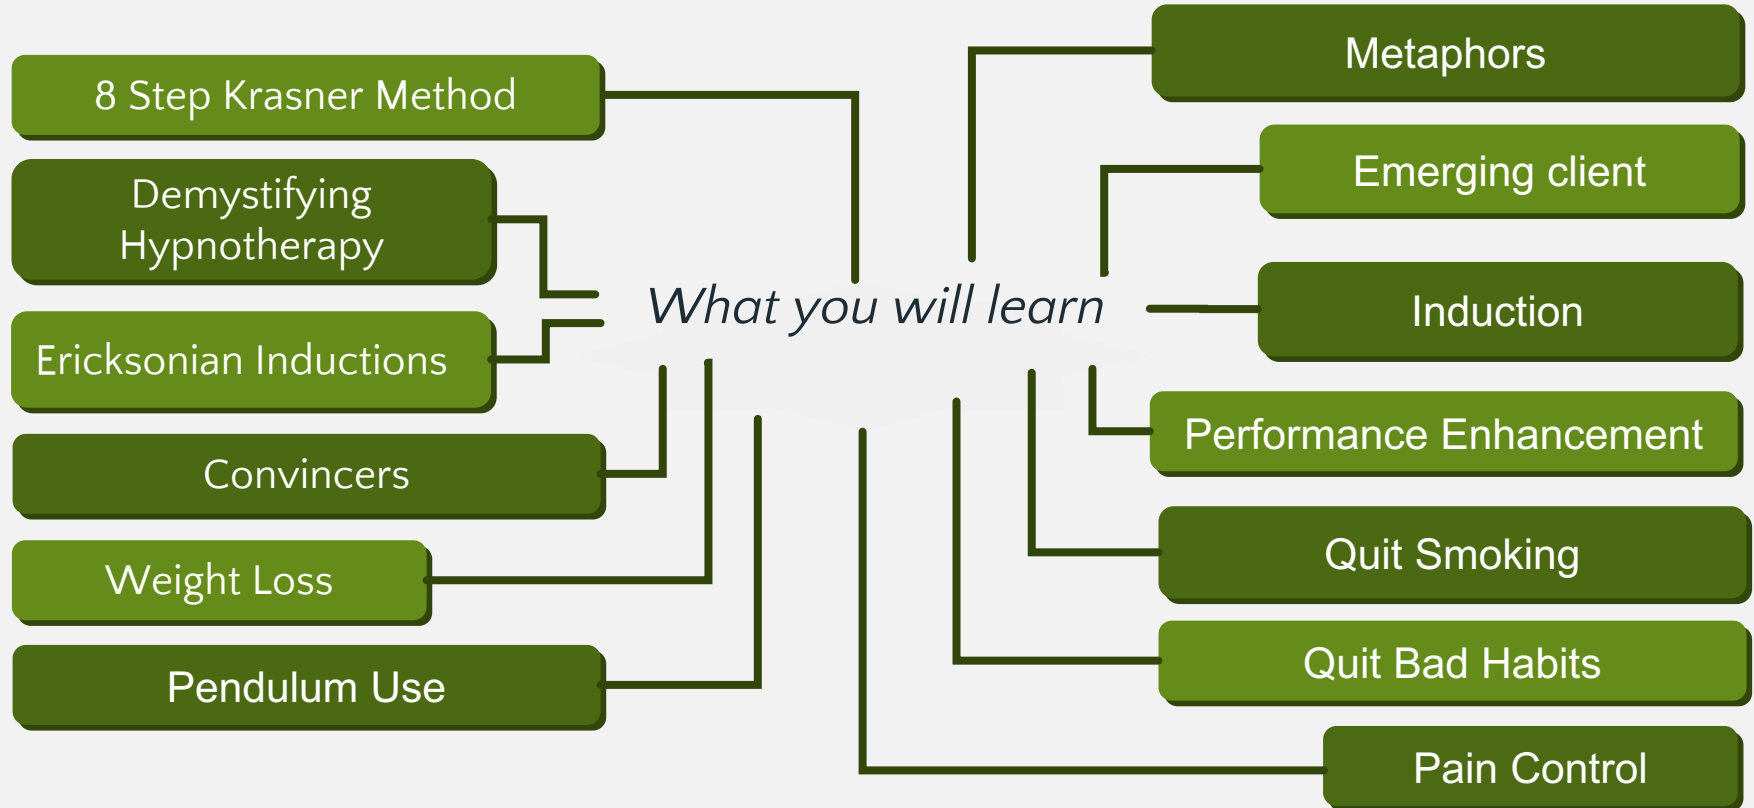 8 Step Krasner Method
Demystifying
Hypnotherapy
Ericksonian Inductions
Convincers
Weight Loss
Pendulum Use
What you will learn
Metaphors
Emerging client
Induction
Performance Enhancement
Quit Smoking
Quit Bad Habits
Pain Control